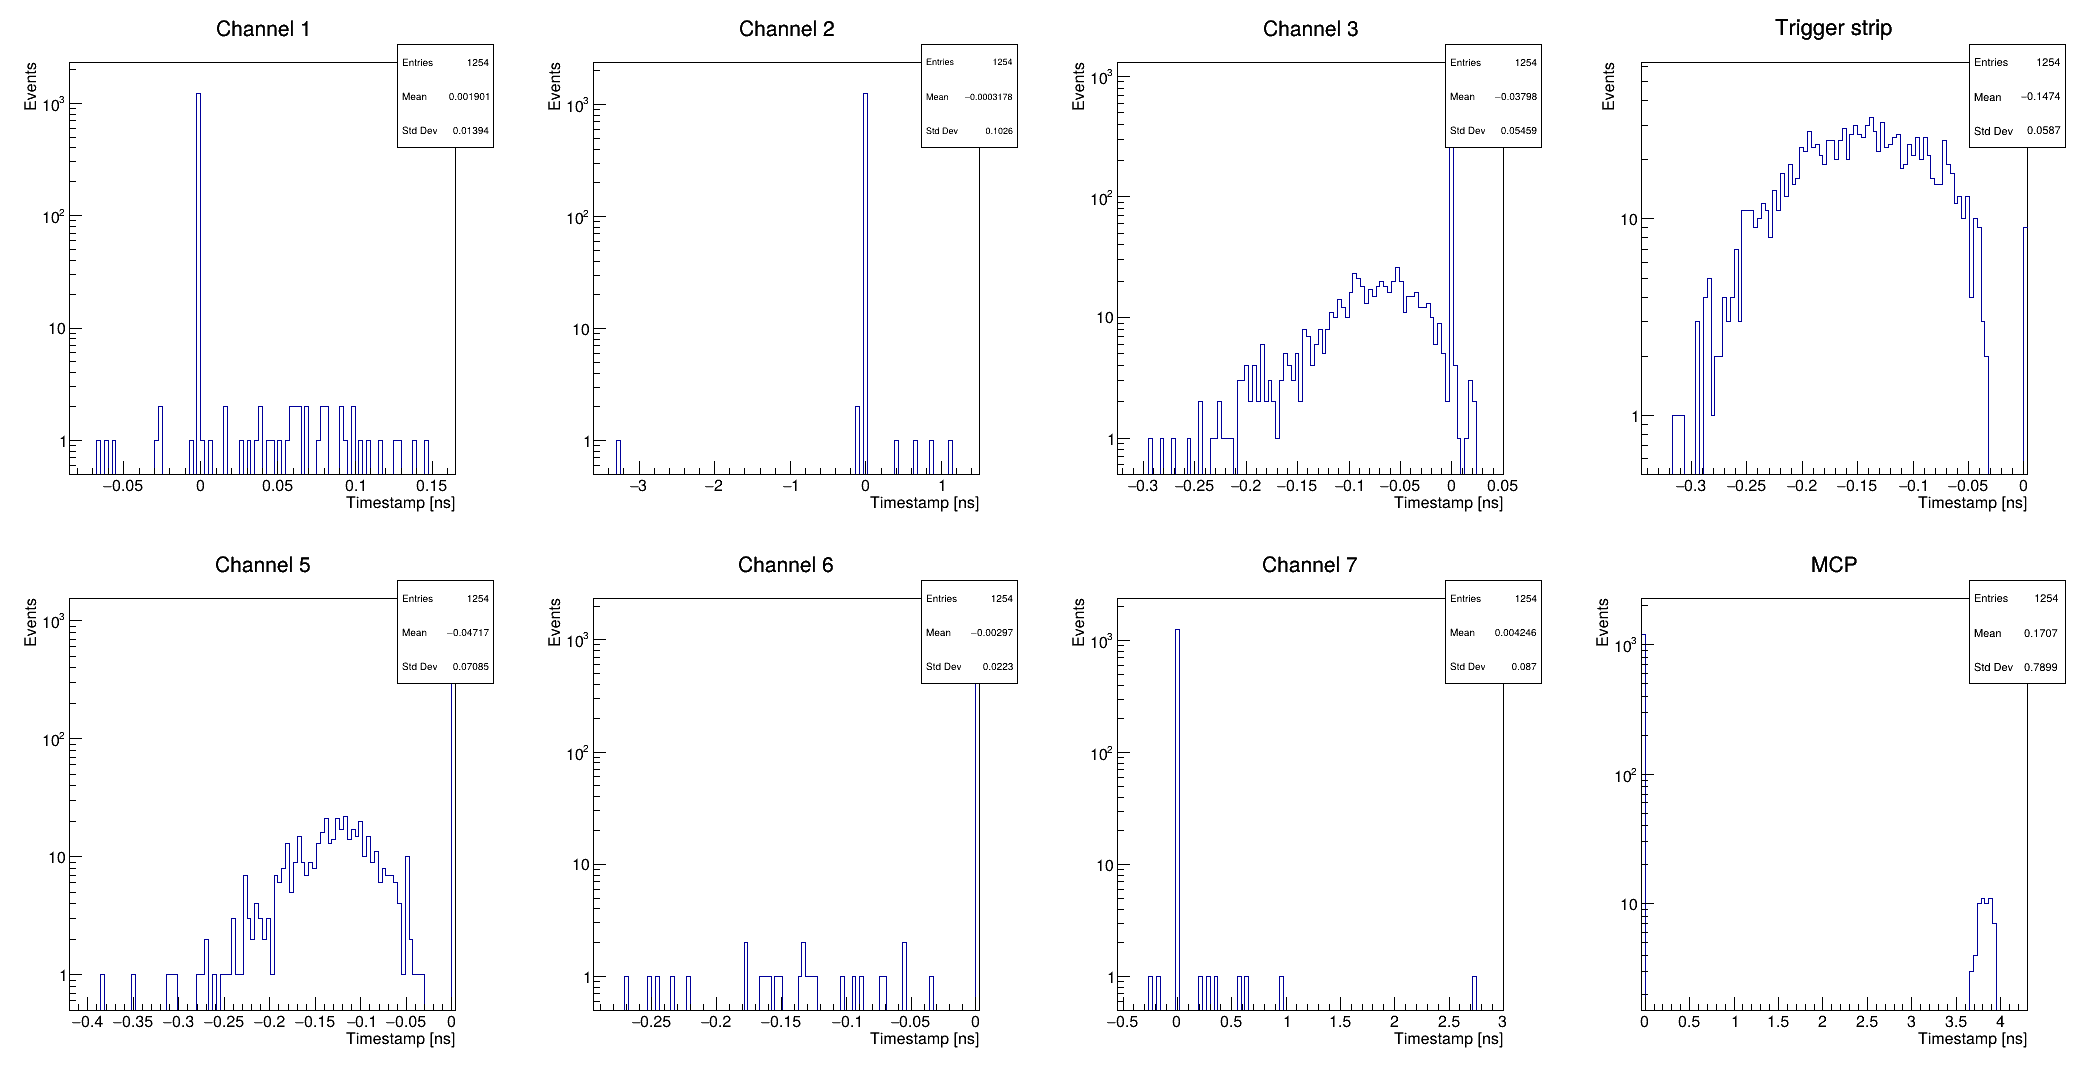 Channel 1
Entries 1254
Mean 0.001901
Std Dev 0.01394
Events
10³
10²
10
1
−0.05 0 0.05 0.1 0.15
Timestamp [ns]
Channel 2
Entries 1254
Mean −0.0003178
Std Dev 0.1026
Events
10³
10²
10
1
−3 −2 −1 0 1
Timestamp [ns]
Channel 3
Entries 1254
Mean −0.03798
Std Dev 0.05459
Events
10³
10²
10
1
−0.3 −0.25 −0.2 −0.15 −0.1 −0.05 0 0.05
Timestamp [ns]
Trigger strip
Entries 1254
Mean −0.1474
Std Dev 0.0587
Events
10
1
−0.3 −0.25 −0.2 −0.15 −0.1 −0.05 0
Timestamp [ns]
Channel 5
Entries 1254
Mean −0.04717
Std Dev 0.07085
Events
10³
10²
10
1
−0.4 −0.35 −0.3 −0.25 −0.2 −0.15 −0.1 −0.05 0
Timestamp [ns]
Channel 6
Entries 1254
Mean −0.00297
Std Dev 0.0223
Events
10³
10²
10
1
−0.25 −0.2 −0.15 −0.1 −0.05 0
Timestamp [ns]
Channel 7
Entries 1254
Mean 0.004246
Std Dev 0.087
Events
10³
10²
10
1
−0.5 0 0.5 1 1.5 2 2.5 3
Timestamp [ns]
MCP
Entries 1254
Mean 0.1707
Std Dev 0.7899
Events
10³
10²
10
0 0.5 1 1.5 2 2.5 3 3.5 4
Timestamp [ns]